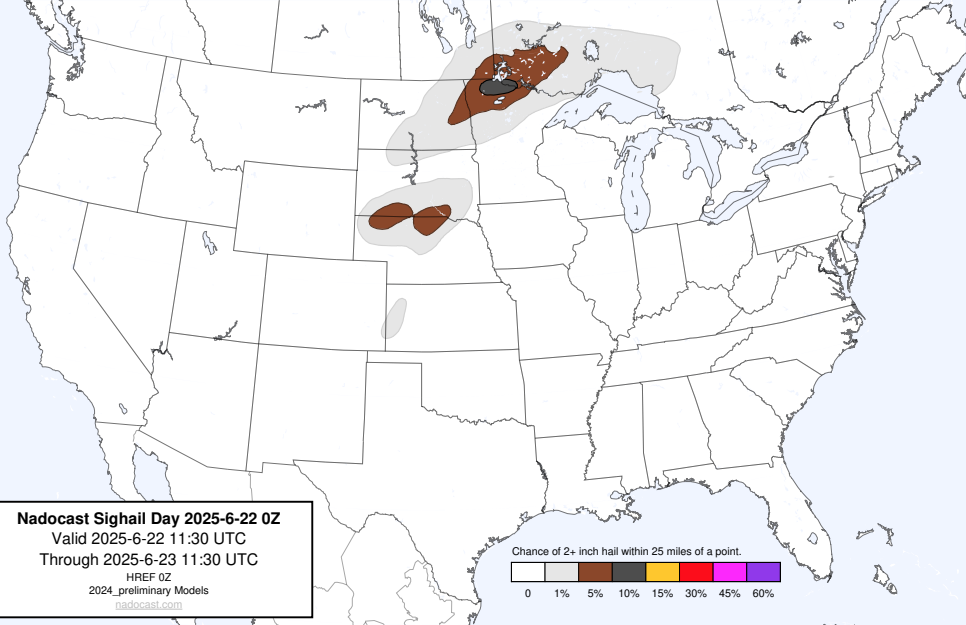 Nadocast Sighail Day 2025-6-22 0Z
Valid 2025-6-22 11:30 UTC
Through 2025-6-23 11:30 UTC
HREF 0Z
2024_preliminary Models
nadocast.com
Chance of 2+ inch hail within 25 miles of a point.
0 1% 5% 10% 15% 30% 45% 60%